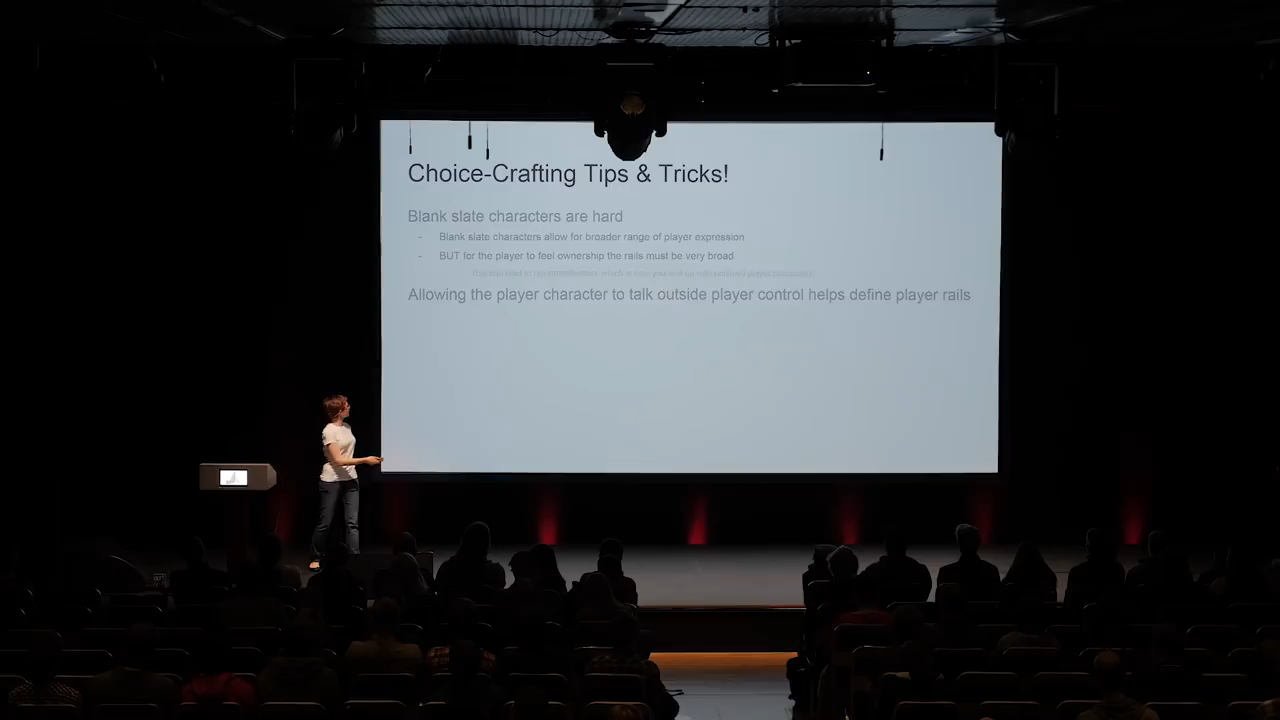 Choice-Crafting Tips & Tricks!
Blank slate characters are hard
- Blank slate characters allow for broader range of player expression
- BUT for the player to feel ownership the rails must be very broad
Allowing the player character to talk outside player control helps define player rails